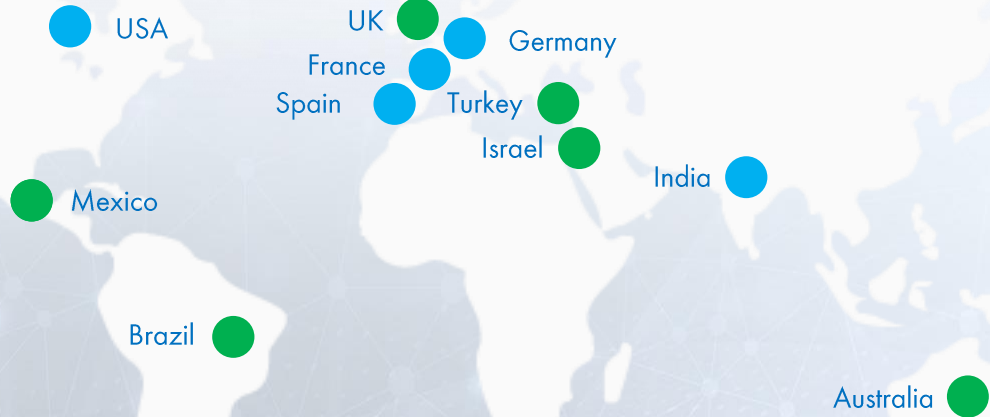 USA
UK
Germany
France
Spain
Turkey
Israel
India
Mexico
Brazil
Australia